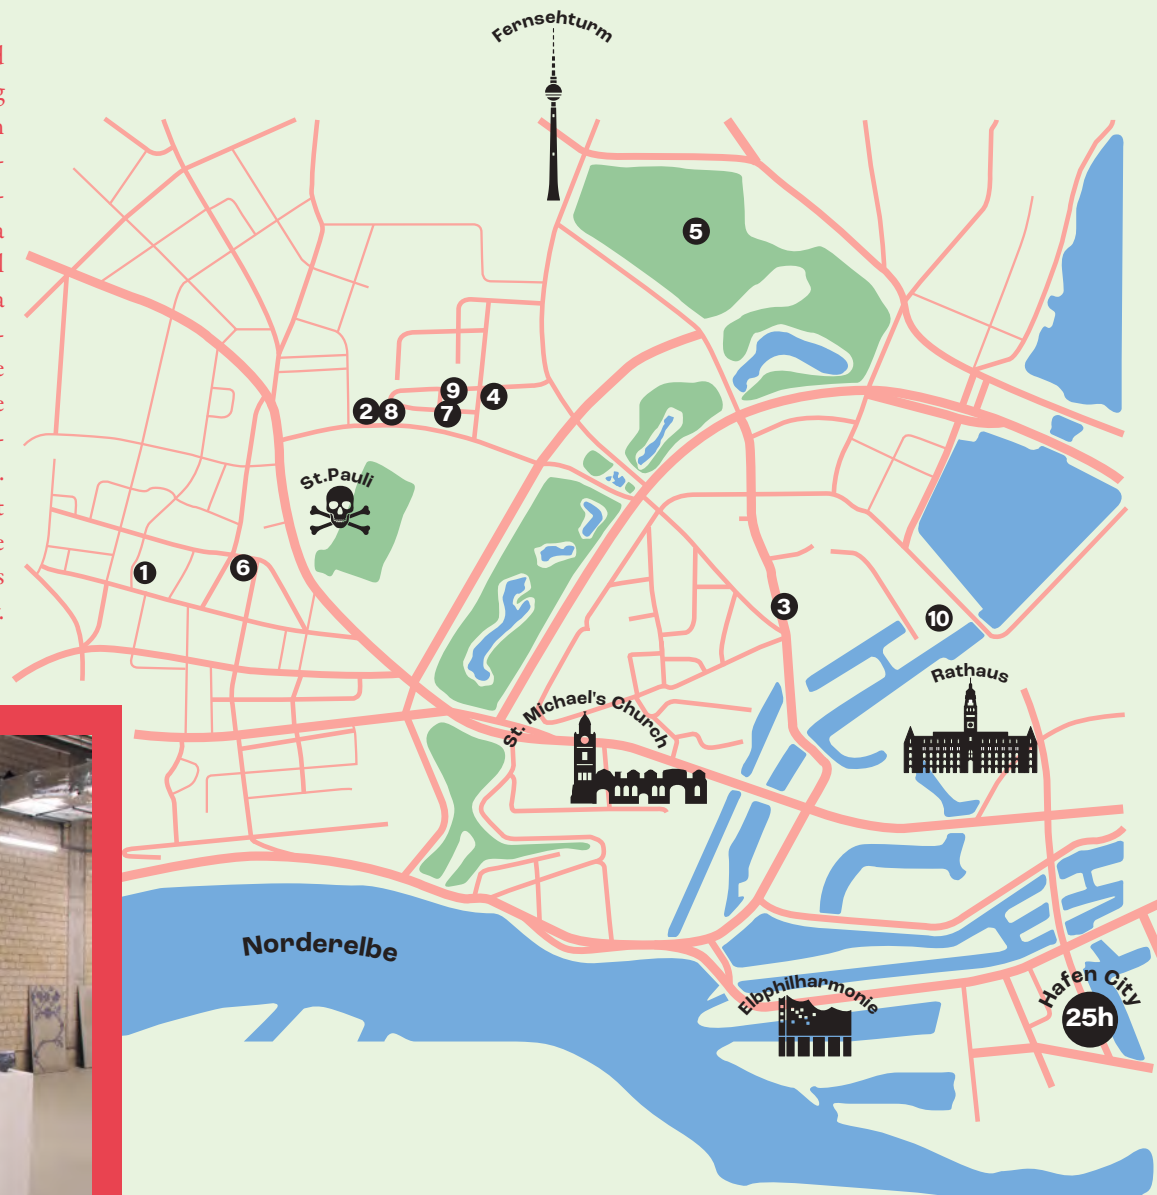 Fernsehturm
5
9
4
2
8
7
St.Pauli
1
6
3
10
Rathaus
St. Michael's Church
Norderelbe
Elbphilharmonie
Hafen City
25h